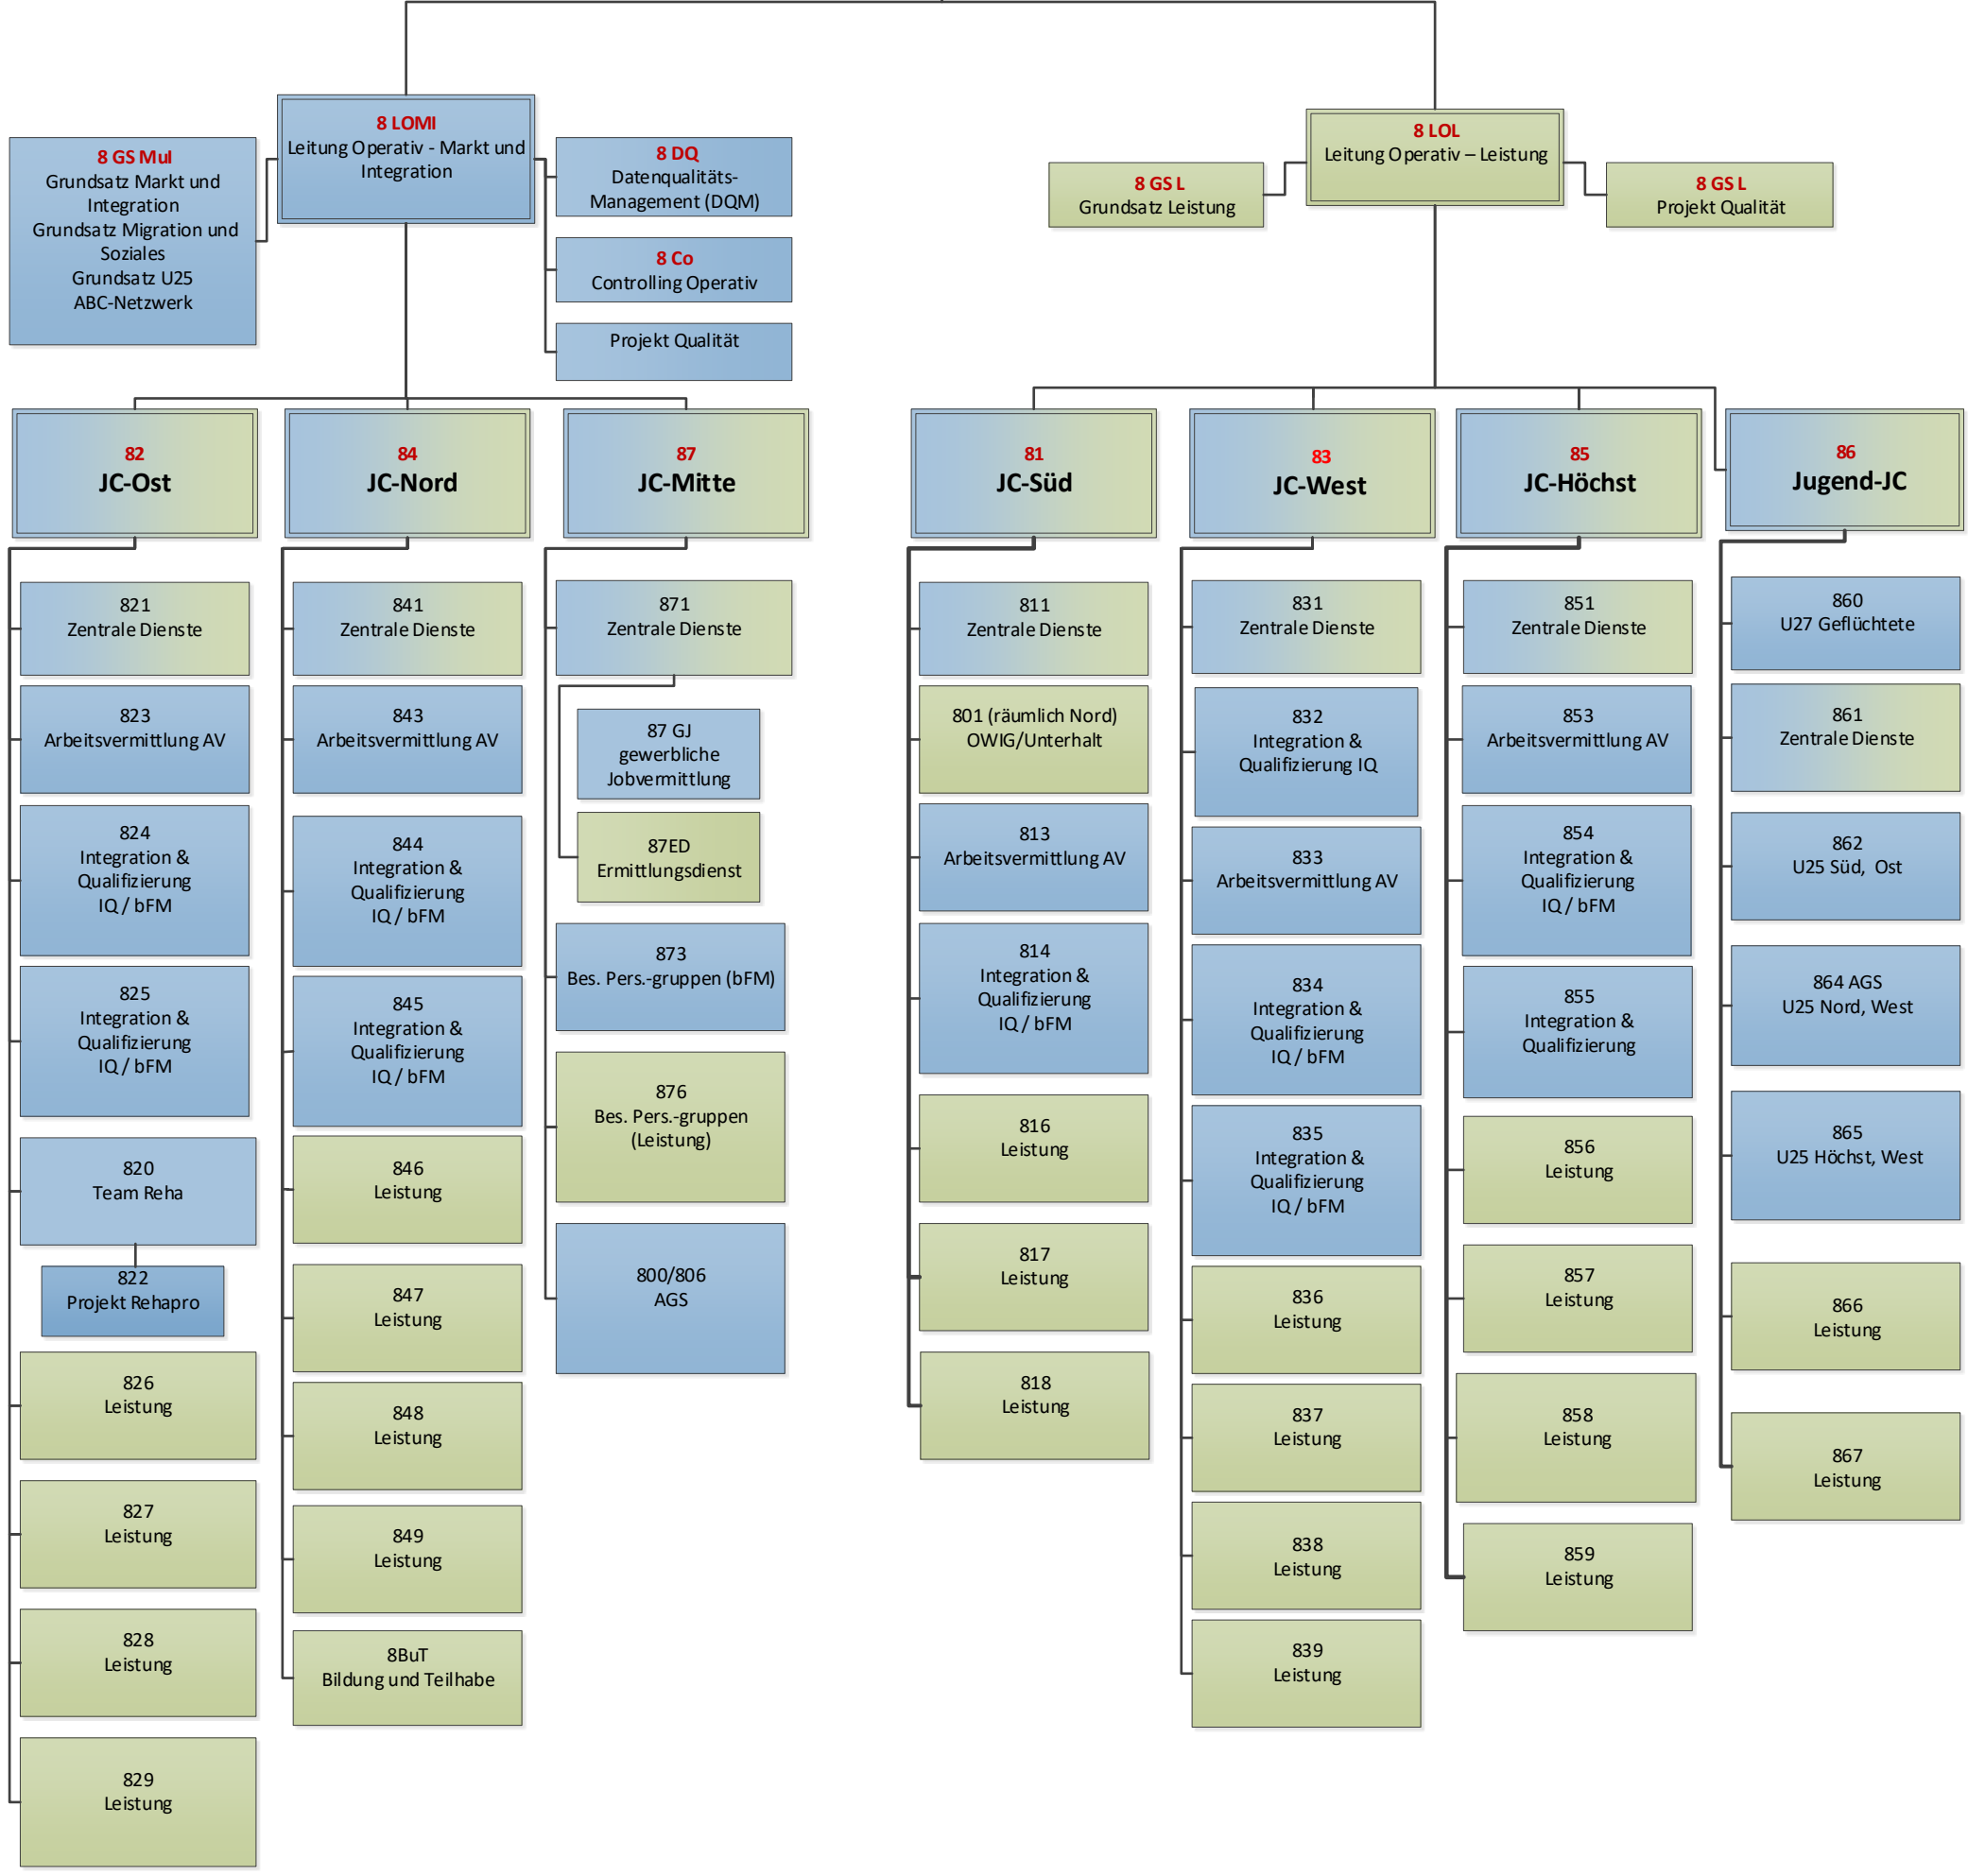 8 LOMI
Leitung Operativ - Markt und
Integration
8 GS MuI
Grundsatz Markt und
Integration
Grundsatz Migration und
Soziales
Grundsatz U25
ABC-Netzwerk
8 DQ
Datenqualitäts-
Management (DQM)
8 Co
Controlling Operativ
Projekt Qualität
8 LOL
Leitung Operativ – Leistung
8 GS L
Grundsatz Leistung
8 GS L
Projekt Qualität
82
JC-Ost
84
JC-Nord
87
JC-Mitte
81
JC-Süd
83
JC-West
85
JC-Höchst
86
Jugend-JC
821
Zentrale Dienste
823
Arbeitsvermittlung AV
824
Integration &
Qualifizierung
IQ / bFM
825
Integration &
Qualifizierung
IQ / bFM
820
Team Reha
822
Projekt Rehapro
826
Leistung
827
Leistung
828
Leistung
829
Leistung
841
Zentrale Dienste
843
Arbeitsvermittlung AV
844
Integration &
Qualifizierung
IQ / bFM
845
Integration &
Qualifizierung
IQ / bFM
846
Leistung
847
Leistung
848
Leistung
849
Leistung
8BuT
Bildung und Teilhabe
871
Zentrale Dienste
87 GJ
gewerbliche
Jobvermittlung
87ED
Ermittlungsdienst
873
Bes. Pers.-gruppen (bFM)
876
Bes. Pers.-gruppen
(Leistung)
800/806
AGS
811
Zentrale Dienste
801 (räumlich Nord)
OWIG/Unterhalt
813
Arbeitsvermittlung AV
814
Integration &
Qualifizierung
IQ / bFM
816
Leistung
817
Leistung
818
Leistung
831
Zentrale Dienste
832
Integration &
Qualifizierung IQ
833
Arbeitsvermittlung AV
834
Integration &
Qualifizierung
IQ / bFM
835
Integration &
Qualifizierung
IQ / bFM
836
Leistung
837
Leistung
838
Leistung
839
Leistung
851
Zentrale Dienste
853
Arbeitsvermittlung AV
854
Integration &
Qualifizierung
IQ / bFM
855
Integration &
Qualifizierung
856
Leistung
857
Leistung
858
Leistung
859
Leistung
860
U27 Geflüchtete
861
Zentrale Dienste
862
U25 Süd, Ost
864 AGS
U25 Nord, West
865
U25 Höchst, West
866
Leistung
867
Leistung